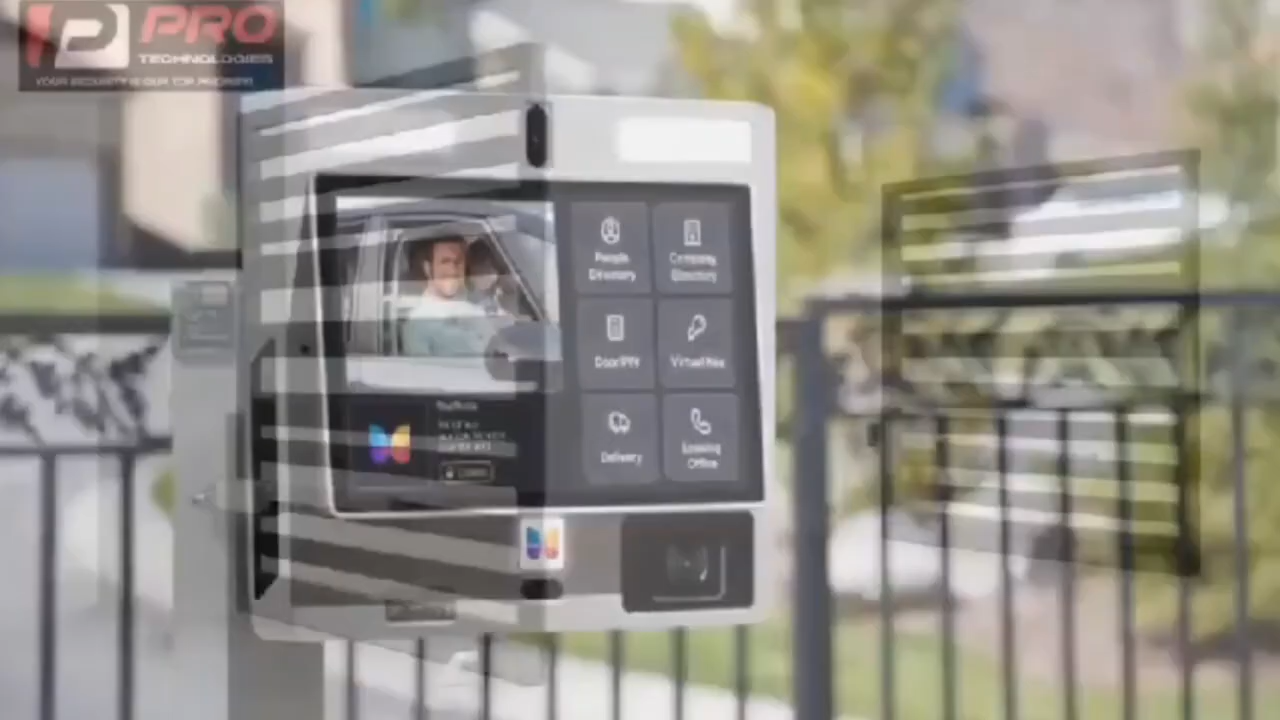 PRO
TECHNOLOGIES
YOUR SECURITY IS OUR TOP PRIORITY
People
Directory
Company
Directory
Door PIN
Virtual Key
Delivery
Leasing
Office